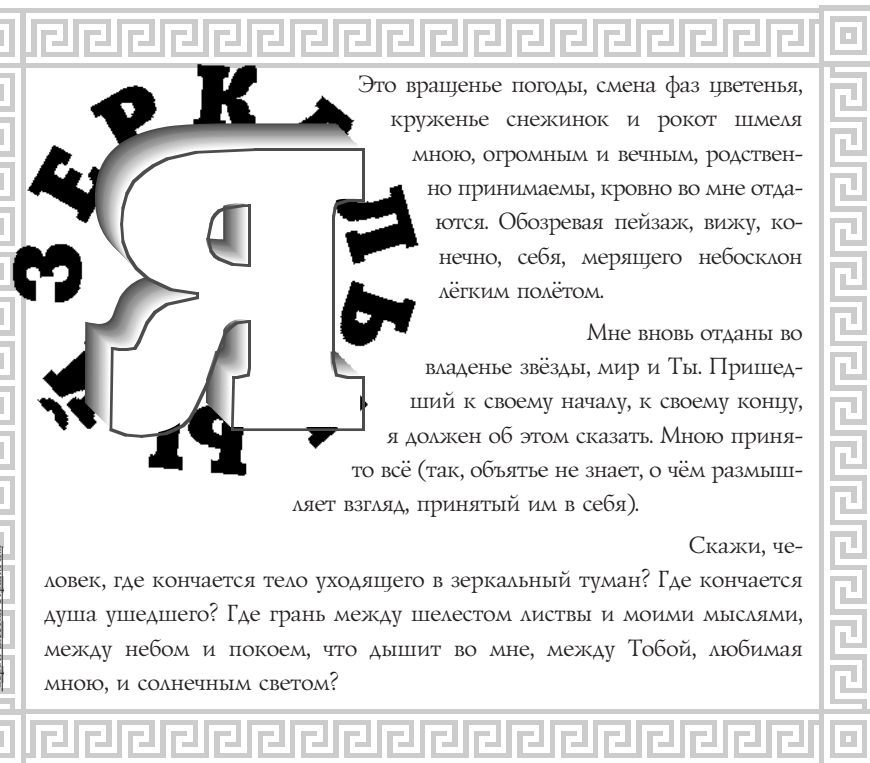 ЗЕРКАЛЬНЫЙ
Я
Это вращенье погоды, смена фаз цветенья,
круженье снежинок и рокот шмеля
мною, огромным и вечным, родствен-
но принимаемы, кровно во мне отда-
ются. Обозревая пейзаж, вижу, ко-
нечно, себя, мерящего небосклон
лёгким полётом.
Мне вновь отданы во
владенье звёзды, мир и Ты. Пришед-
ший к своему началу, к своему концу,
я должен об этом сказать. Мною приня-
то всё (так, объятье не знает, о чём размыш-
ляет взгляд, принятый им в себя).
Скажи, че-
ловек, где кончается тело уходящего в зеркальный туман? Где кончается
душа ушедшего? Где грань между шелестом листвы и моими мыслями,
между небом и покоем, что дышит во мне, между Тобой, любимая
мною, и солнечным светом?